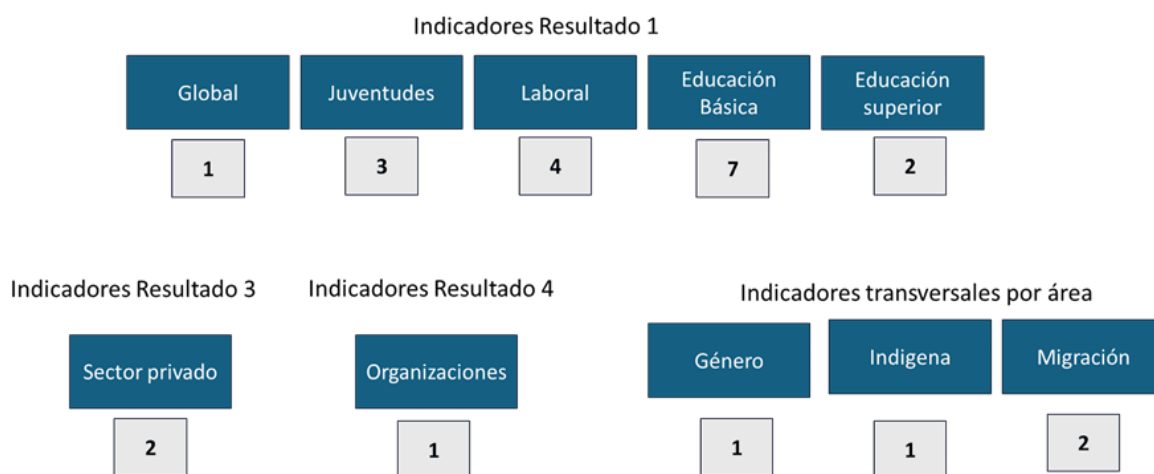 Indicadores Resultado 1
Global
Juventudes
Laboral
Educación
Básica
Educación
superior
1
3
4
7
2
Indicadores Resultado 3
Indicadores Resultado 4
Indicadores transversales por área
Sector privado
Organizaciones
Género
Indigena
Migración
2
1
1
1
2